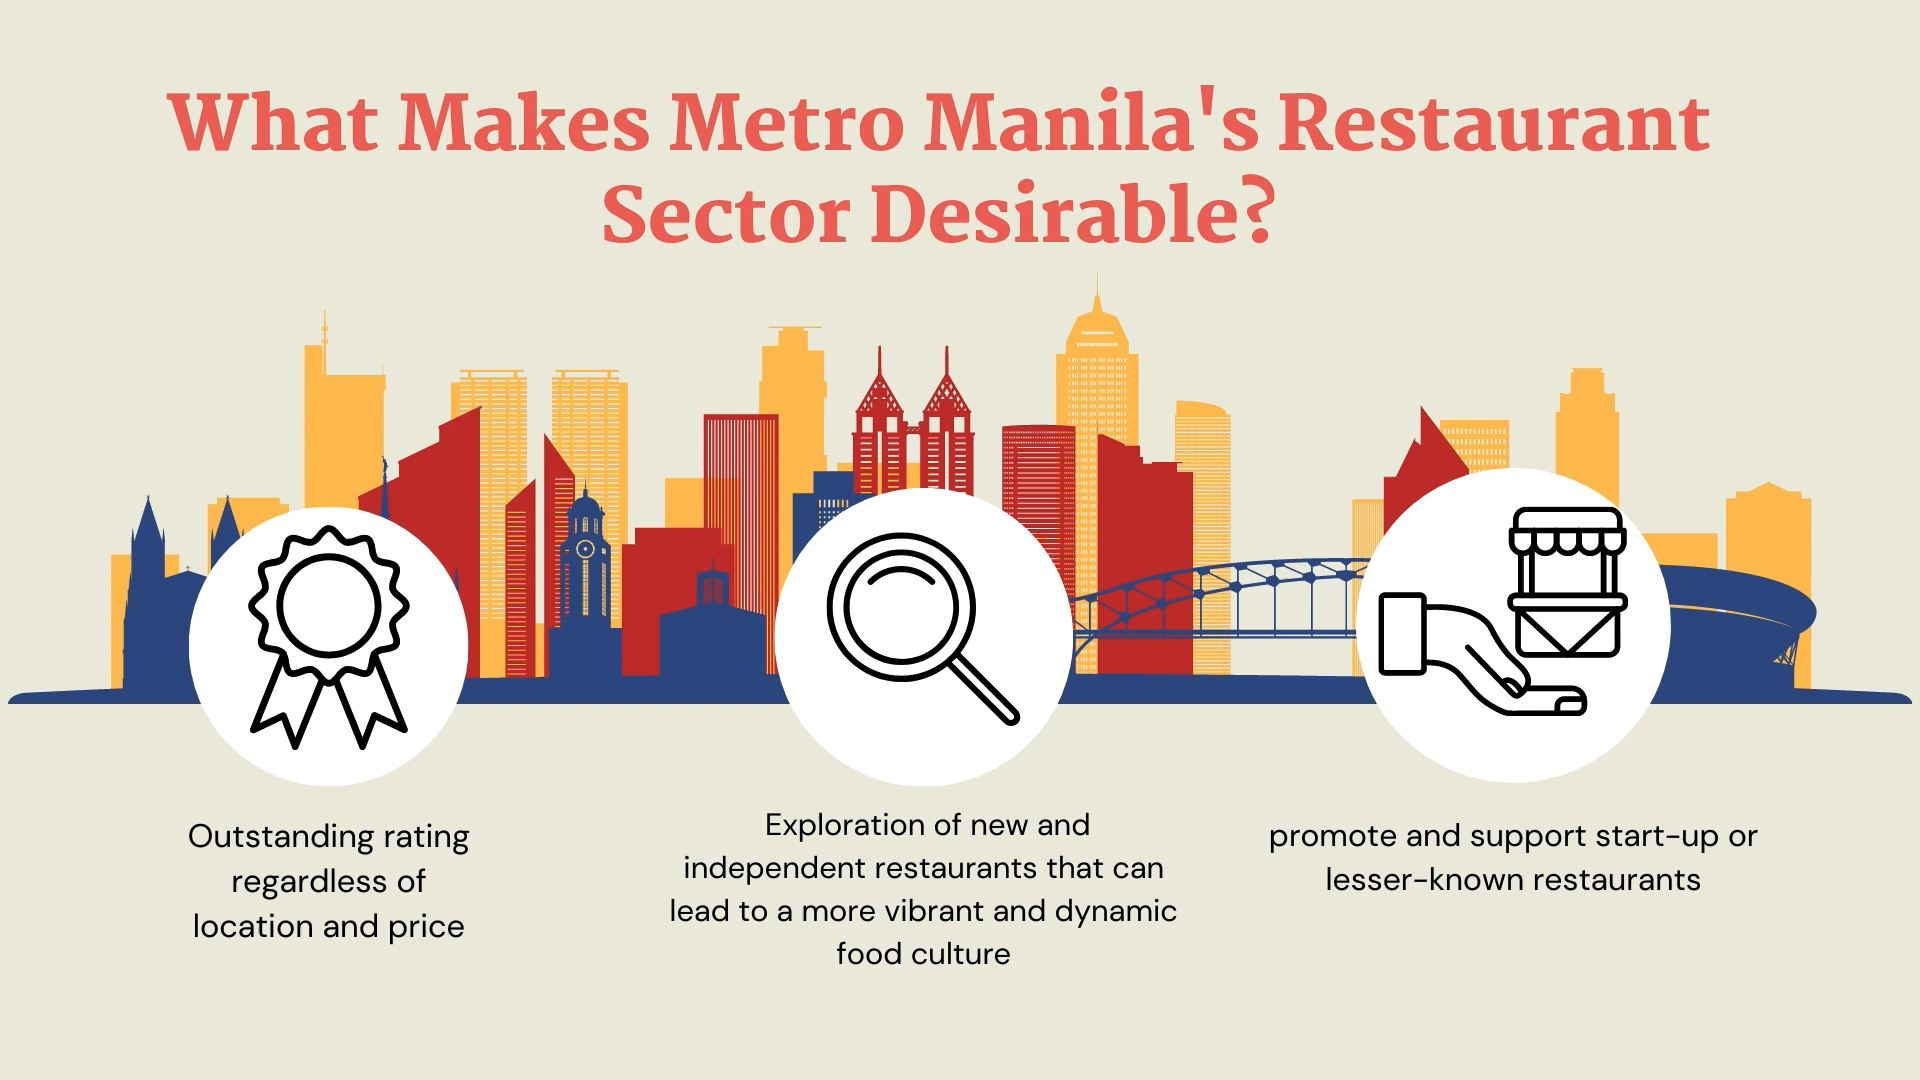 What Makes Metro Manila's Restaurant
Sector Desirable?
Outstanding rating
regardless of
location and price
Exploration of new and
independent restaurants that can
lead to a more vibrant and dynamic
food culture
promote and support start-up or
lesser-known restaurants